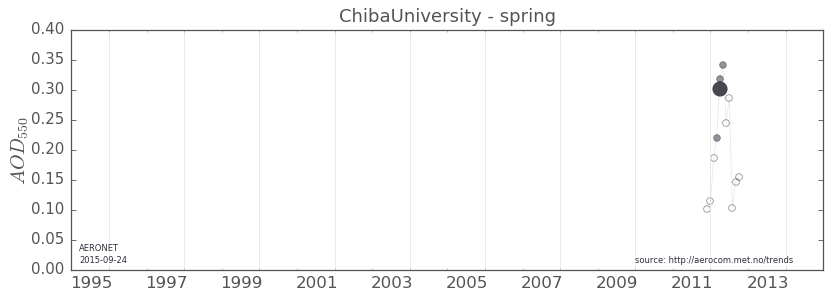 ChibaUniversity - spring
0.40
0.35
0.30
0.25
0.20
0.15
0.10
0.05
0.00
AOD550
AERONET
2015-09-24
source: http://aerocom.met.no/trends
1995 1997 1999 2001 2003 2005 2007 2009 2011 2013